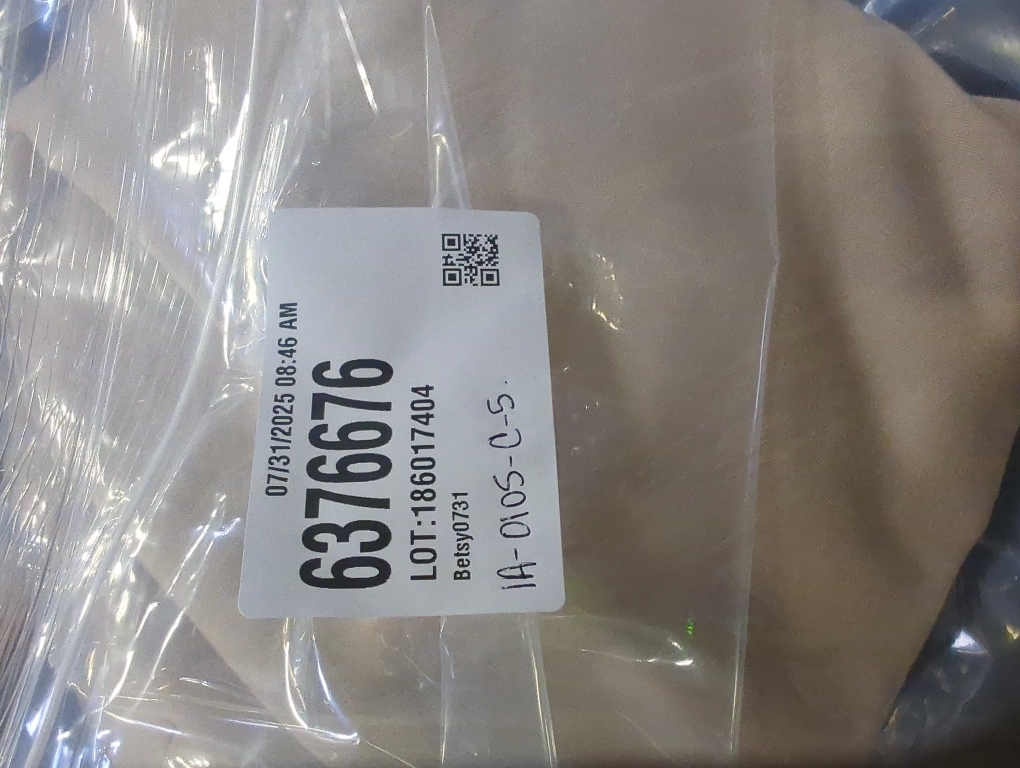 07/31/2025 08:46 AM
6376676
LOT:186017404
Betsy0731
1A-0105-C-5.